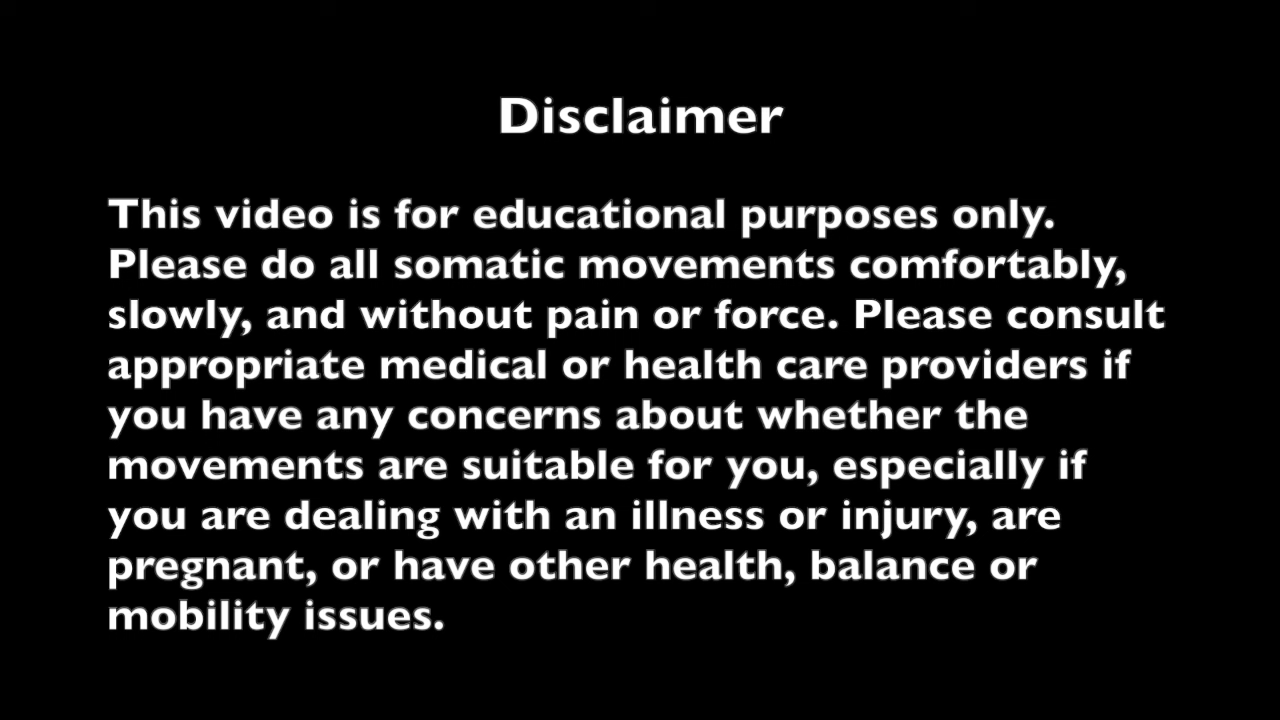 Disclaimer
This video is for educational purposes only.
Please do all somatic movements comfortably,
slowly, and without pain or force. Please consult
appropriate medical or health care providers if
you have any concerns about whether the
movements are suitable for you, especially if
you are dealing with an illness or injury, are
pregnant, or have other health, balance or
mobility issues.